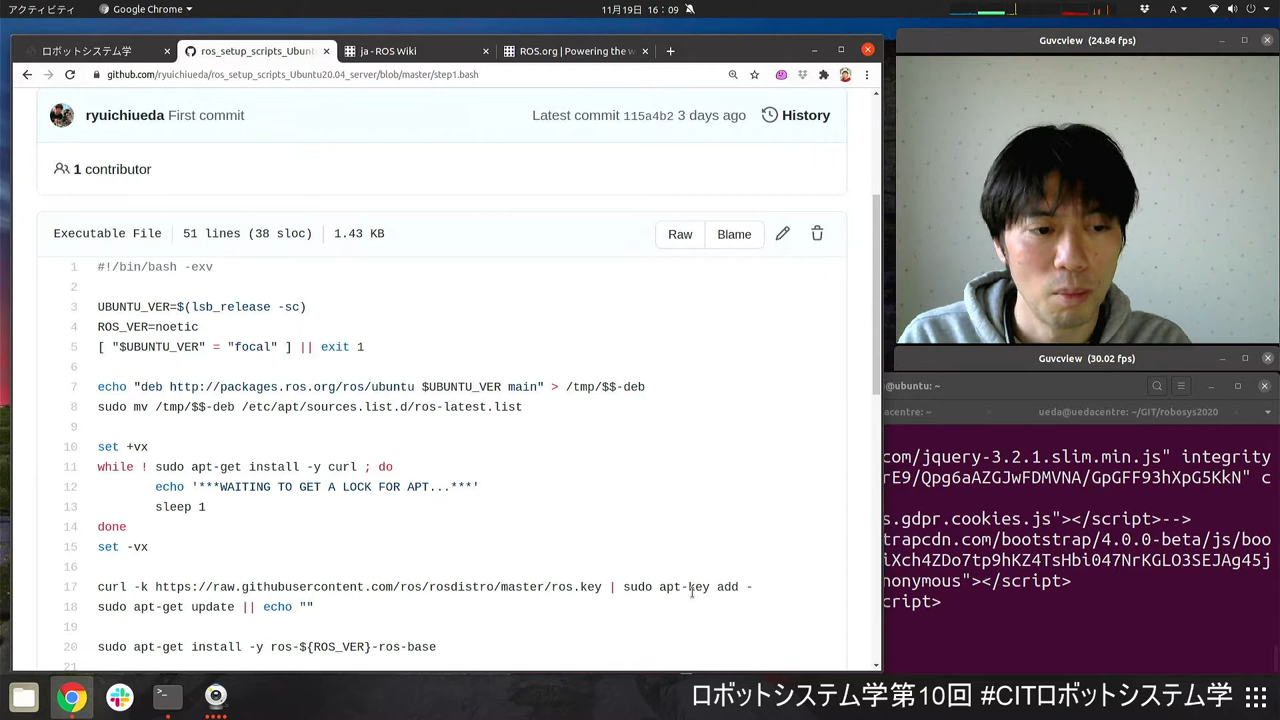 アクティビティ
Google Chrome
11月19日 16:09
A
ロボットシステム学
ros_setup_scripts_Ubunt
ja - ROS Wiki
ROS.org | Powering the w
github.com/ryuichiueda/ros_setup_scripts_Ubuntu20.04_server/blob/master/step1.bash
ryuichiueda First commit
Latest commit 115a4b2 3 days ago
History
1 contributor
Executable File
51 lines (38 sloc)
1.43 KB
Raw
Blame
1 #!/bin/bash -exv
2
3 UBUNTU_VER=$(lsb_release -sc)
4 ROS_VER=noetic
5 [ "$UBUNTU_VER" = "focal" ] || exit 1
6
7 echo "deb http://packages.ros.org/ros/ubuntu $UBUNTU_VER main" > /tmp/$$-deb
8 sudo mv /tmp/$$-deb /etc/apt/sources.list.d/ros-latest.list
9
10 set +vx
11 while ! sudo apt-get install -y curl ; do
12 echo '***WAITING TO GET A LOCK FOR APT...***'
13 sleep 1
14 done
15 set -vx
16
17 curl -k https://raw.githubusercontent.com/ros/rosdistro/master/ros.key | sudo apt-key add -
18 sudo apt-get update || echo ""
19
20 sudo apt-get install -y ros-${ROS_VER}-ros-base
21
Guvcview (24.84 fps)
Guvcview (30.02 fps)
@ubuntu: ~
acentre: ~
ueda@uedacentre: ~/GIT/robosys2020
com/jquery-3.2.1.slim.min.js" integrity
rE9/Qpg6aAZGJwFDMVNA/GpGFF93hXpG5KkN" c
s.gdpr.cookies.js"></script>-->
trapcdn.com/bootstrap/4.0.0-beta/js/boo
iXch4ZDo7tp9hKZ4TsHbi047NrKGLO3SEJAg45j
nonymous"></script>
cript>
ロボットシステム学第10回 #CITロボットシステム学